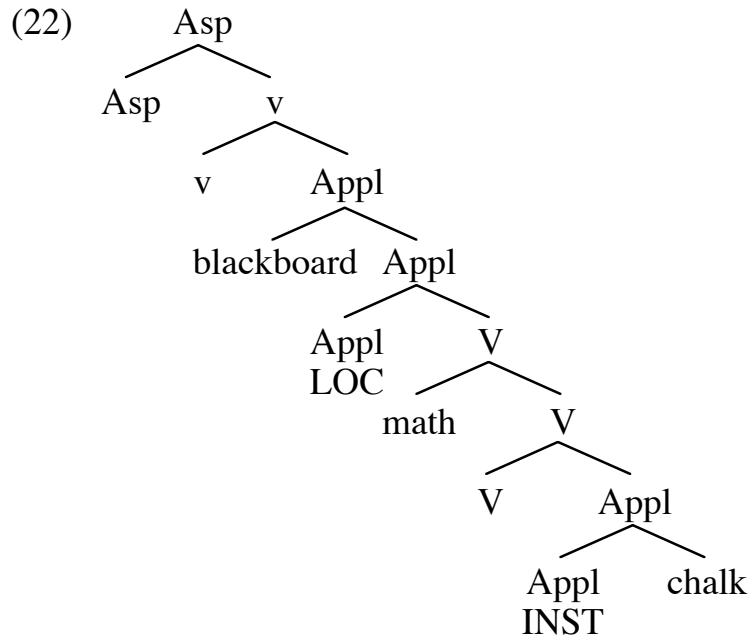 (22) Asp
Asp v
v Appl
blackboard Appl
Appl V
LOC
math V
V Appl
Appl chalk
INST